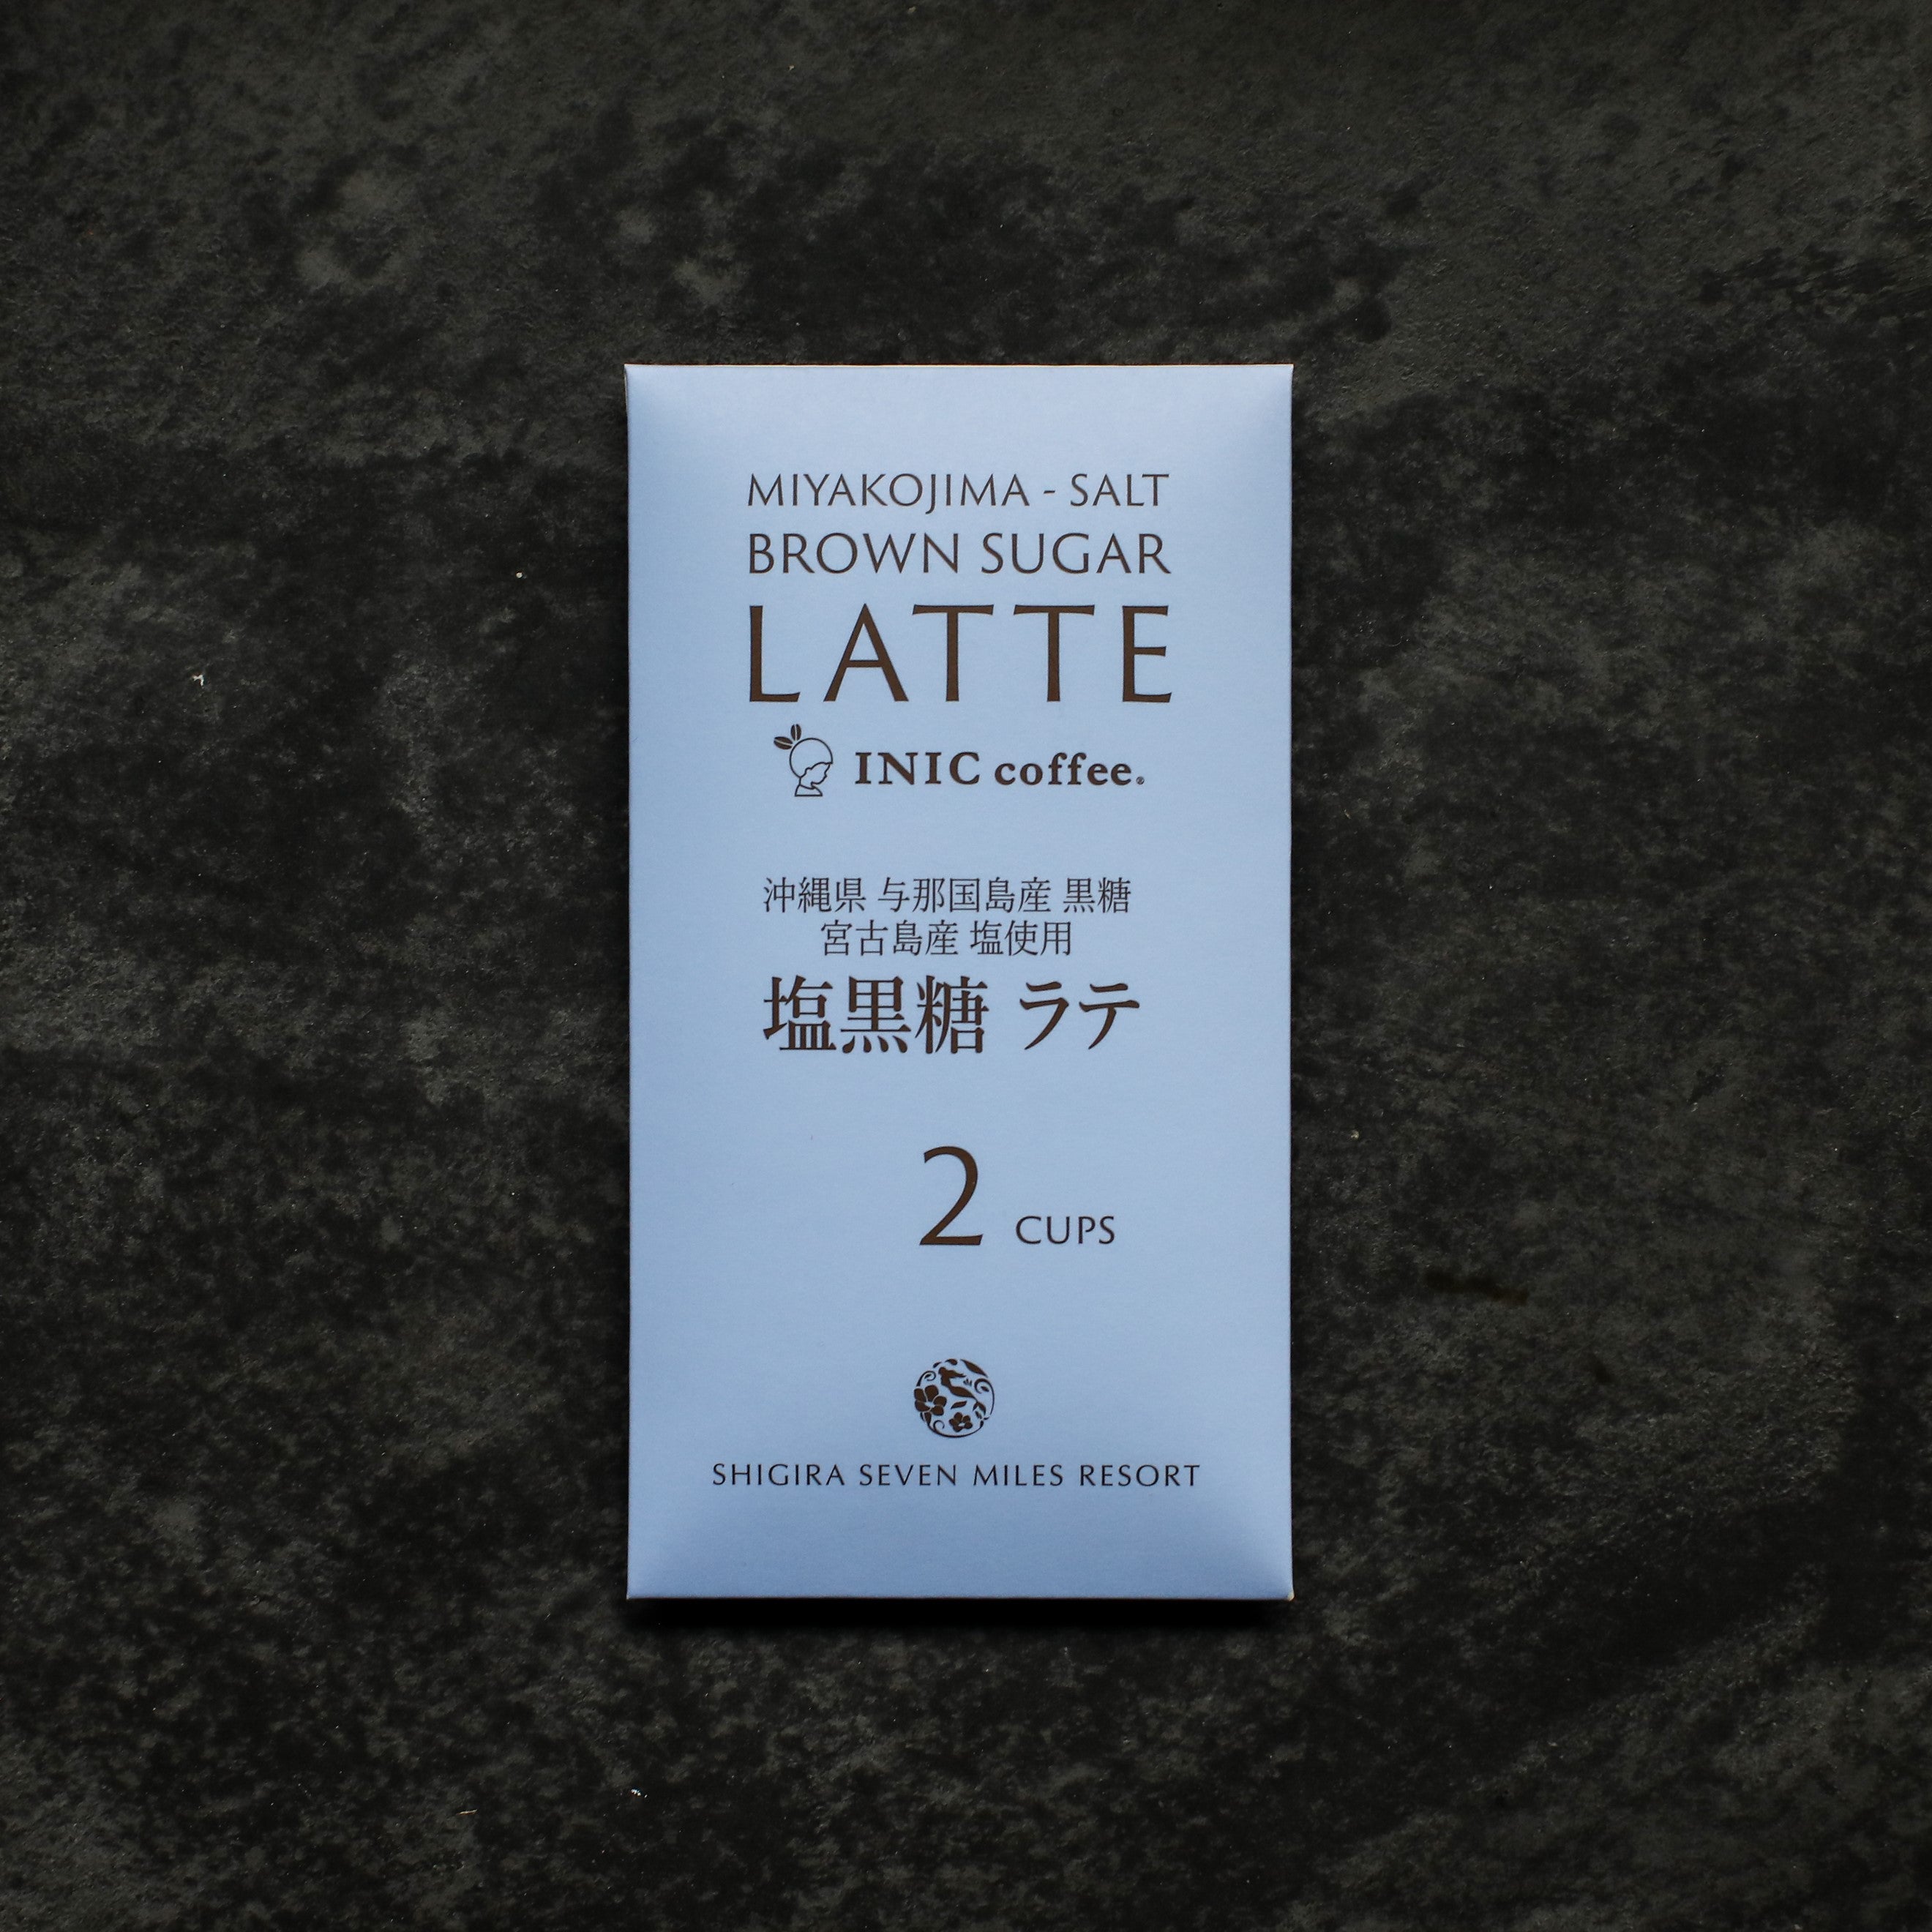 MIYAKOJIMA - SALT
BROWN SUGAR
LATTE
INIC coffee®
沖縄県 与那国島産 黒糖
宮古島産 塩使用
塩黒糖 ラテ
2 CUPS
SHIGIRA SEVEN MILES RESORT